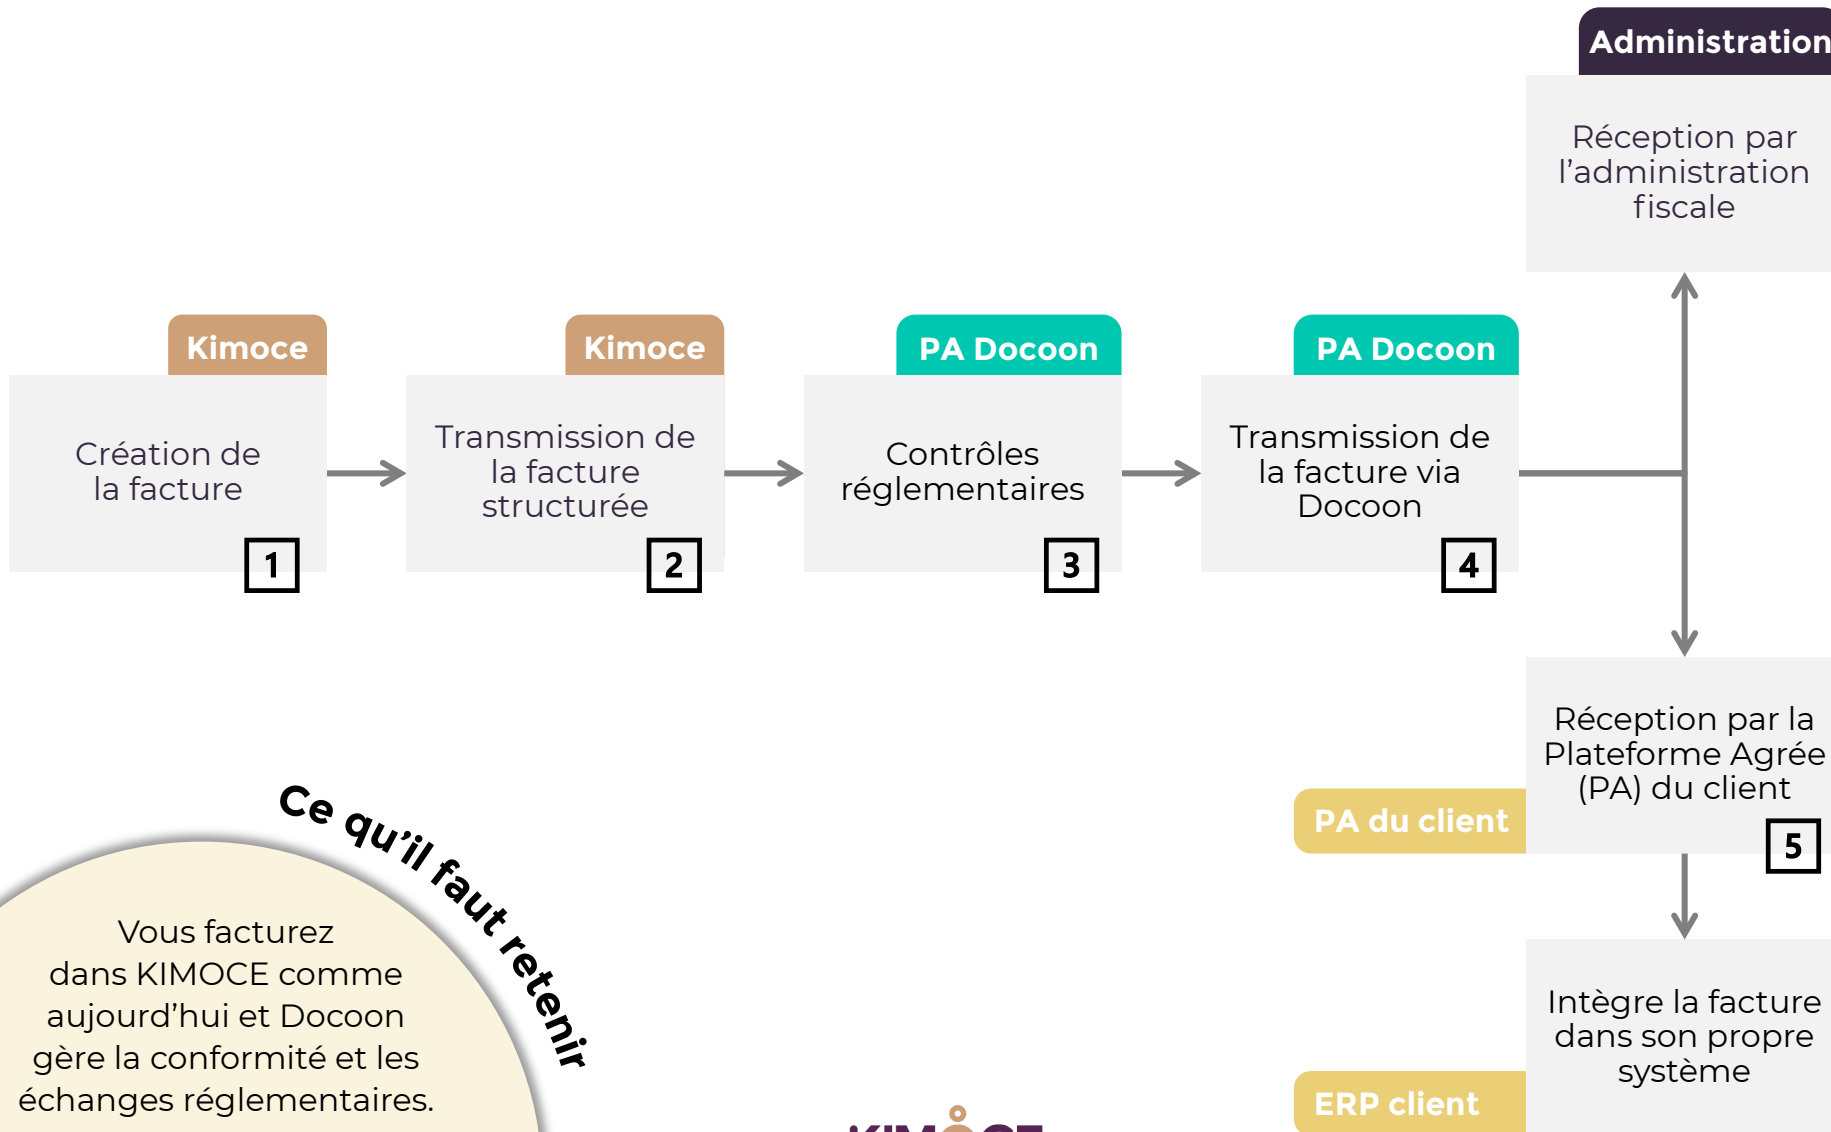 Administration
Réception par
l’administration
fiscale
Kimoce
Création de
la facture
1
Kimoce
Transmission de
la facture
structurée
2
PA Docoon
Contrôles
réglementaires
3
PA Docoon
Transmission de
la facture via
Docoon
4
Réception par la
Plateforme Agrée
(PA) du client
PA du client
5
Intègre la facture
dans son propre
système
ERP client
Ce qu’il faut retenir
Vous facturez
dans KIMOCE comme
aujourd’hui et Docoon
gère la conformité et les
échanges réglementaires.
KIMOCE